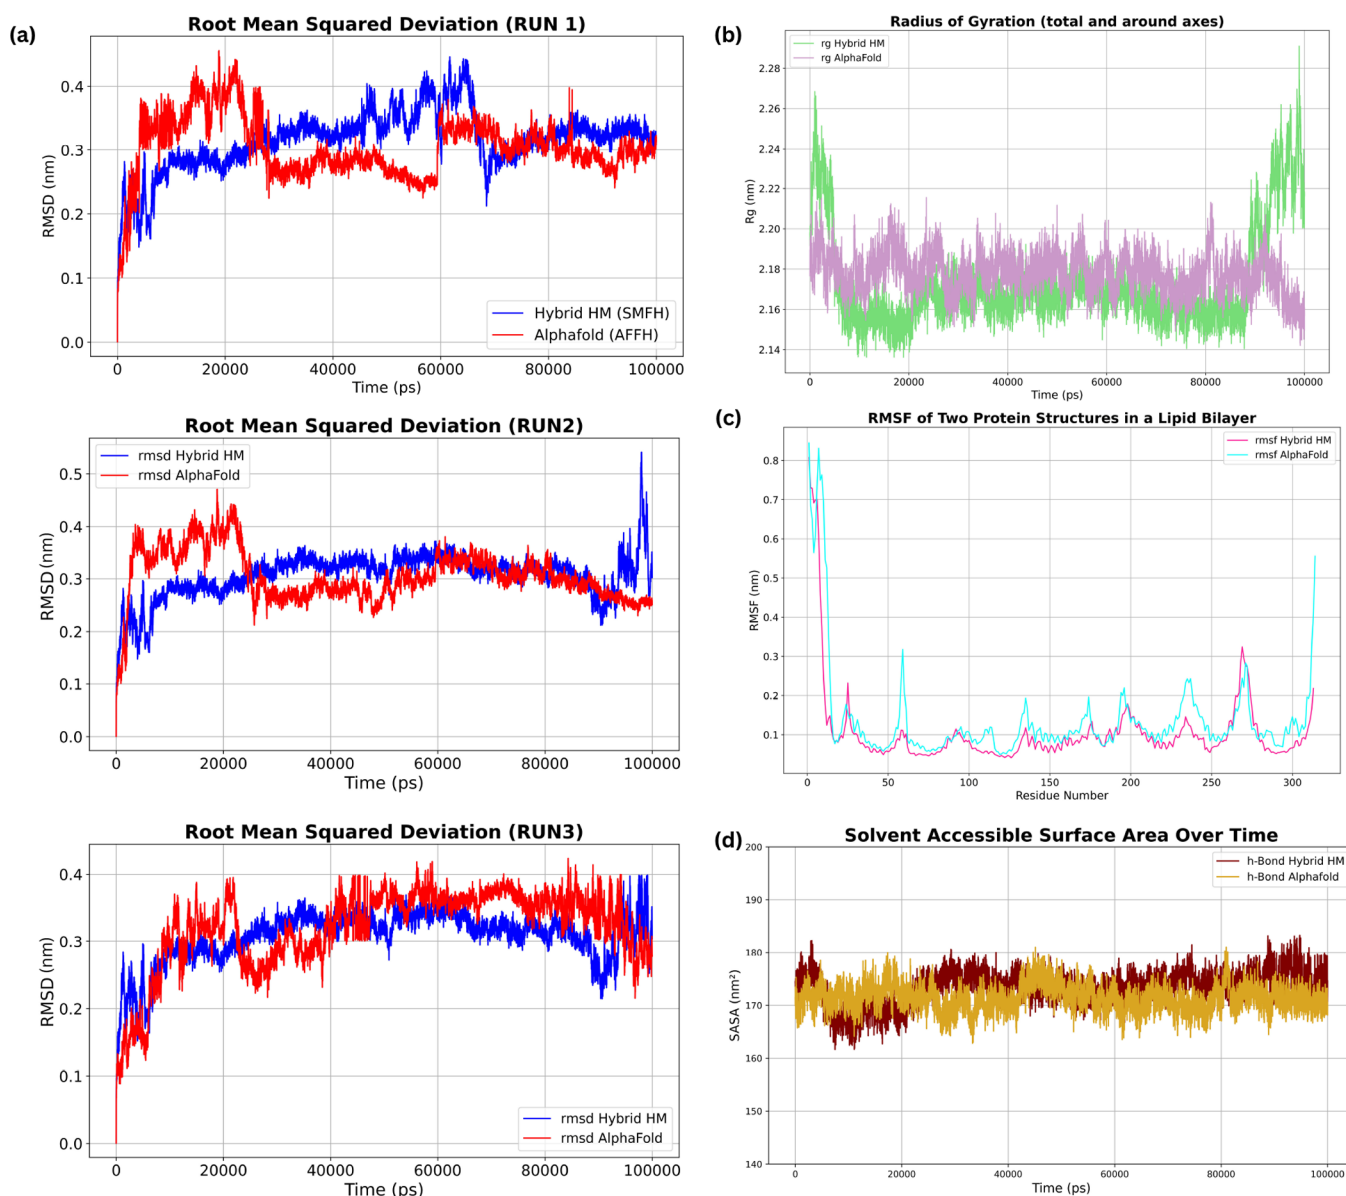 (a)
Root Mean Squared Deviation (RUN 1)
RMSD (nm)
0.4
0.3
0.2
0.1
0.0
Hybrid HM (SMFH)
Alphafold (AFFH)
0 20000 40000 60000 80000 100000
Time (ps)
Root Mean Squared Deviation (RUN2)
rmsd Hybrid HM
rmsd AlphaFold
RMSD (nm)
0.5
0.4
0.3
0.2
0.1
0.0
0 20000 40000 60000 80000 100000
Time (ps)
Root Mean Squared Deviation (RUN3)
RMSD (nm)
0.4
0.3
0.2
0.1
0.0
rmsd Hybrid HM
rmsd AlphaFold
0 20000 40000 60000 80000 100000
Time (ps)
(b)
Radius of Gyration (total and around axes)
rg Hybrid HM
rg AlphaFold
Rg (nm)
2.28
2.26
2.24
2.22
2.20
2.18
2.16
2.14
0 20000 40000 60000 80000 100000
Time (ps)
(c)
RMSF of Two Protein Structures in a Lipid Bilayer
rmsf Hybrid HM
rmsf AlphaFold
RMSF (nm)
0.8
0.7
0.6
0.5
0.4
0.3
0.2
0.1
0 50 100 150 200 250 300
Residue Number
(d)
Solvent Accessible Surface Area Over Time
h-Bond Hybrid HM
h-Bond Alphafold
SASA (nm²)
200
190
180
170
160
150
140
0 20000 40000 60000 80000 100000
Time (ps)